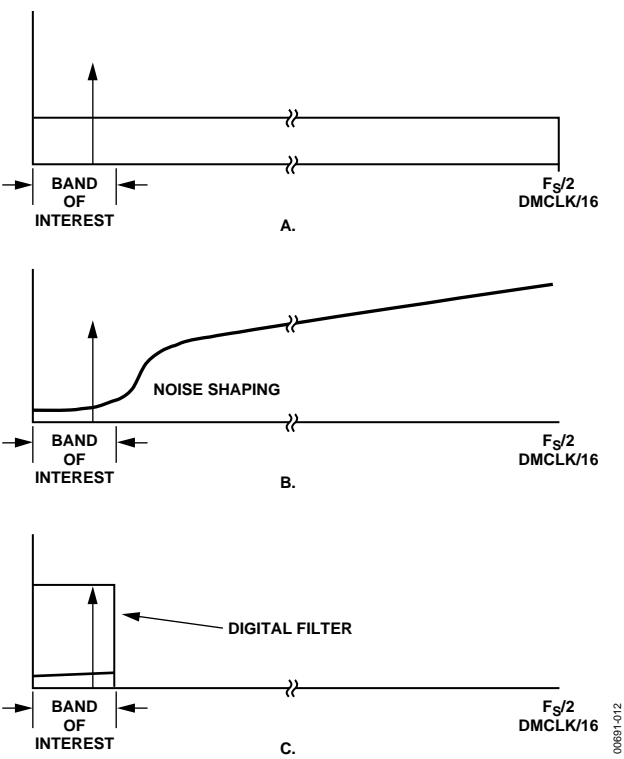 BAND
OF
INTEREST
FS/2
DMCLK/16
A.
NOISE SHAPING
BAND
OF
INTEREST
FS/2
DMCLK/16
B.
DIGITAL FILTER
BAND
OF
INTEREST
FS/2
DMCLK/16
C.
00691-012